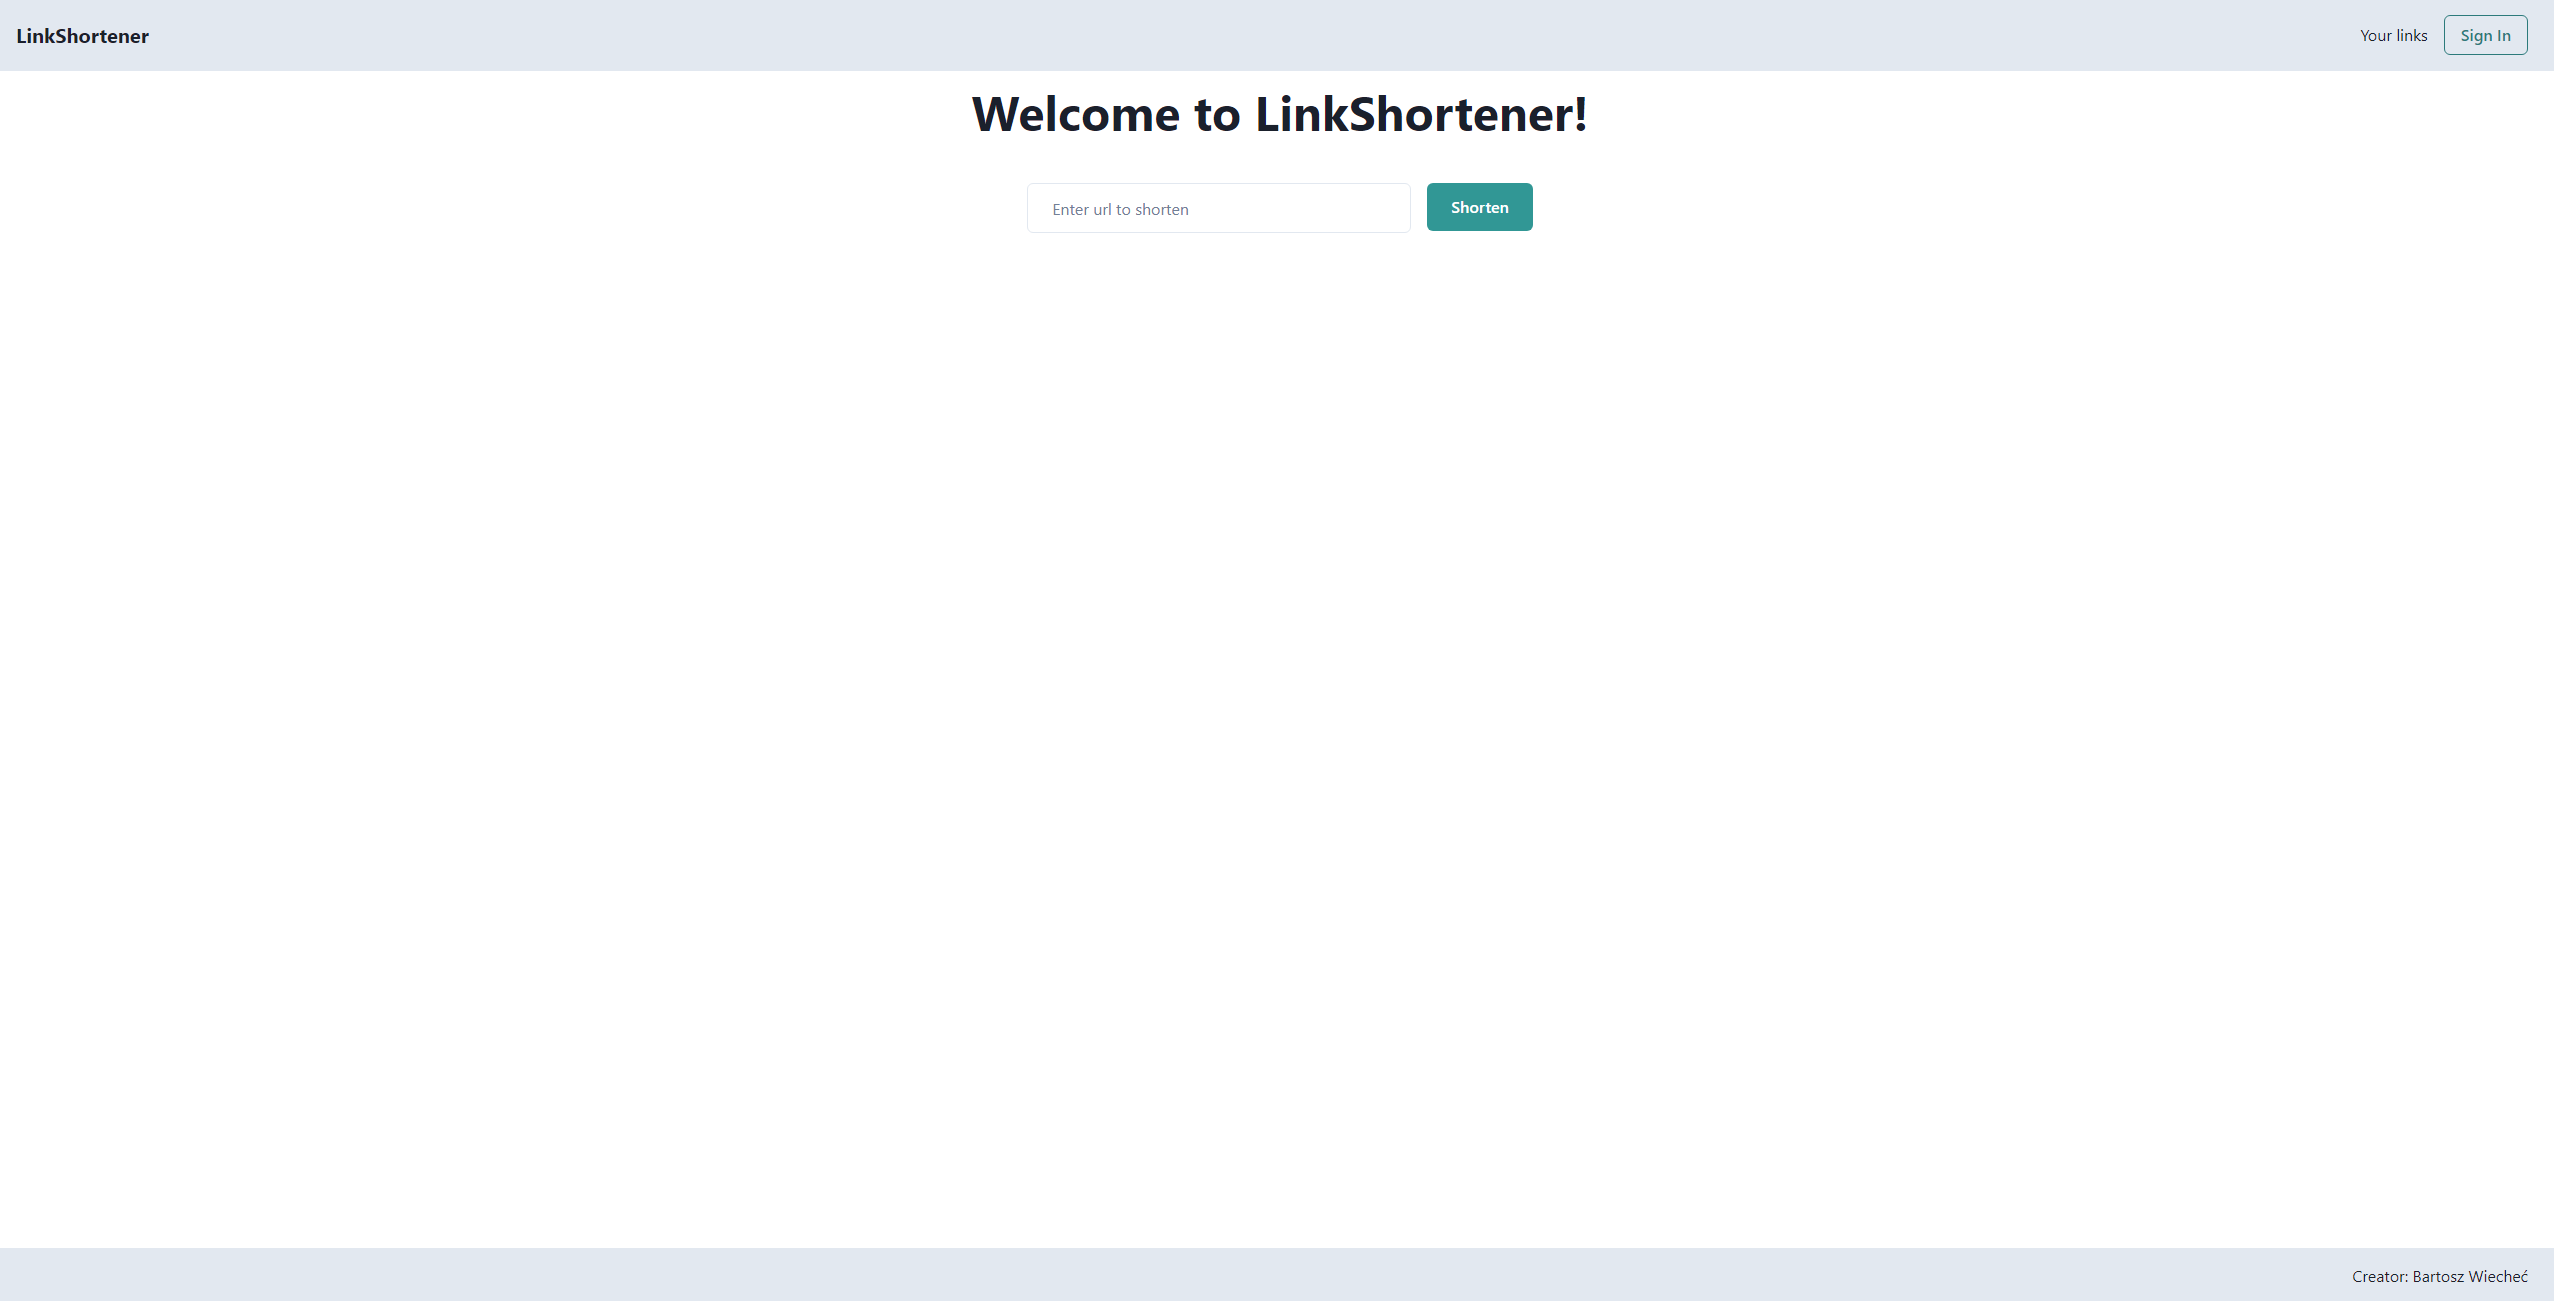 LinkShortener
Your links
Sign In
Welcome to LinkShortener!
Enter url to shorten
Shorten
Creator: Bartosz Wiecheć